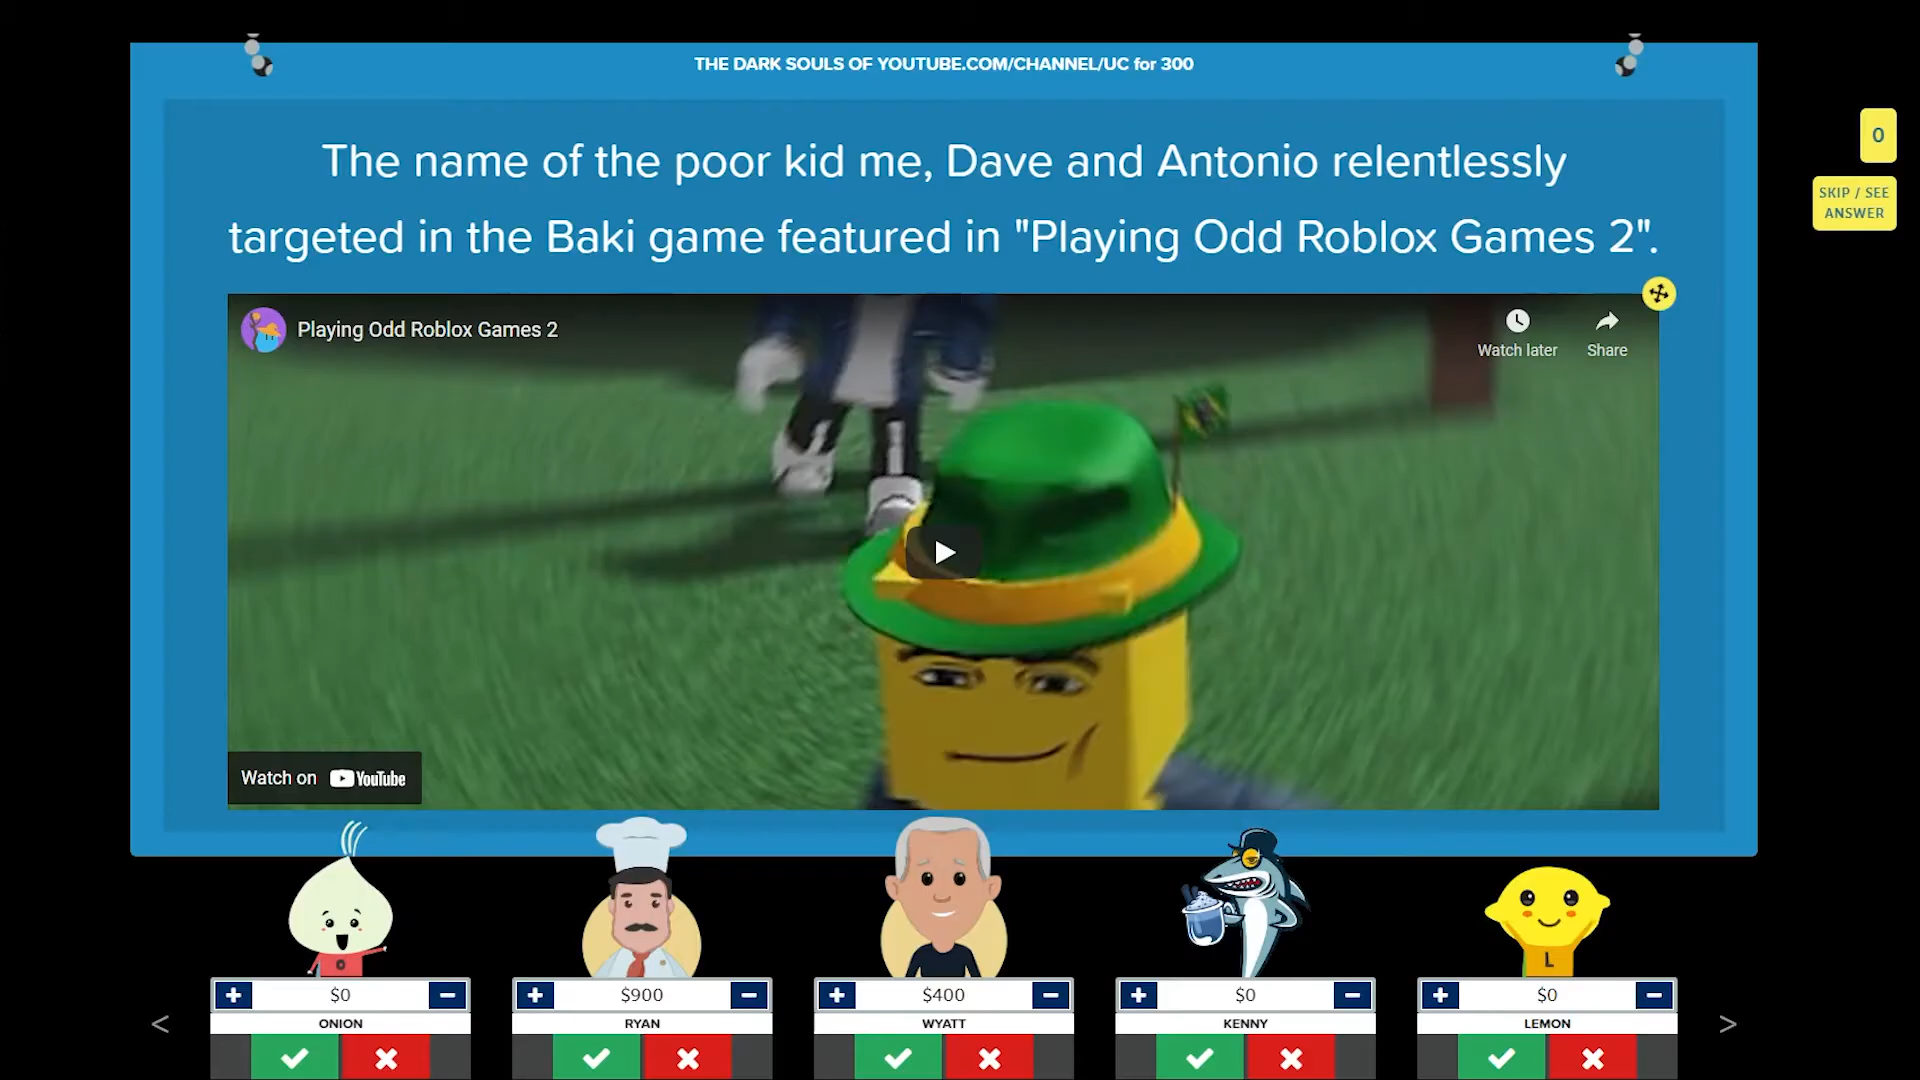 THE DARK SOULS OF YOUTUBE.COM/CHANNEL/UC for 300
0
SKIP / SEE
ANSWER
The name of the poor kid me, Dave and Antonio relentlessly
targeted in the Baki game featured in "Playing Odd Roblox Games 2".
Playing Odd Roblox Games 2
Watch later
Share
Watch on YouTube
O
L
$0
$900
$400
$0
$0
< ONION
RYAN
WYATT
KENNY
LEMON >